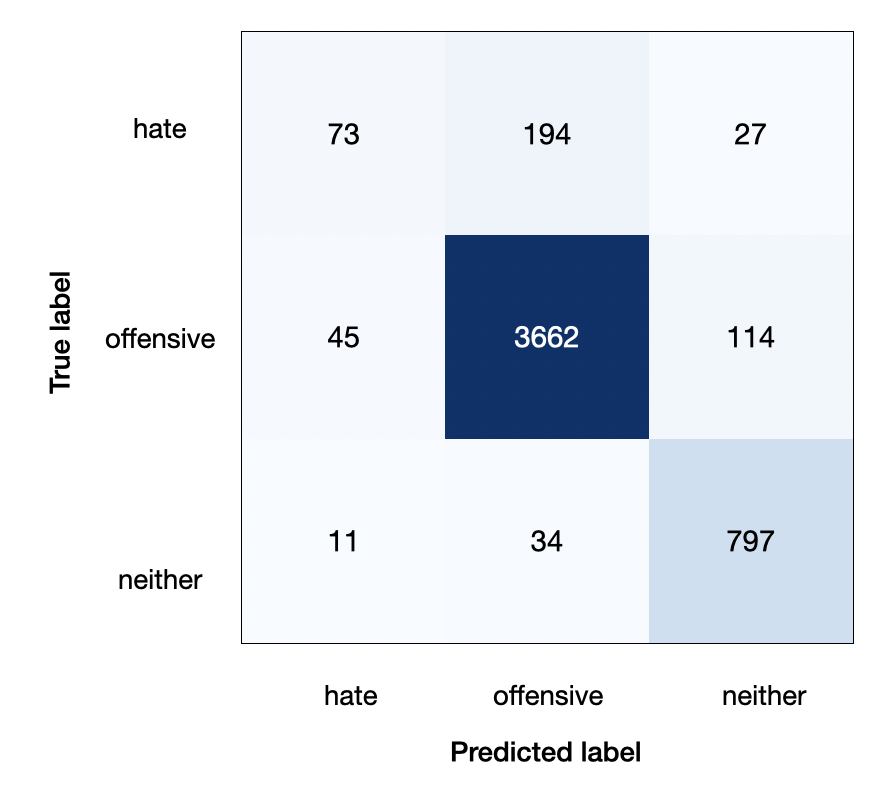 hate 73 194 27
True label
offensive 45 3662 114
neither 11 34 797
hate offensive neither
Predicted label